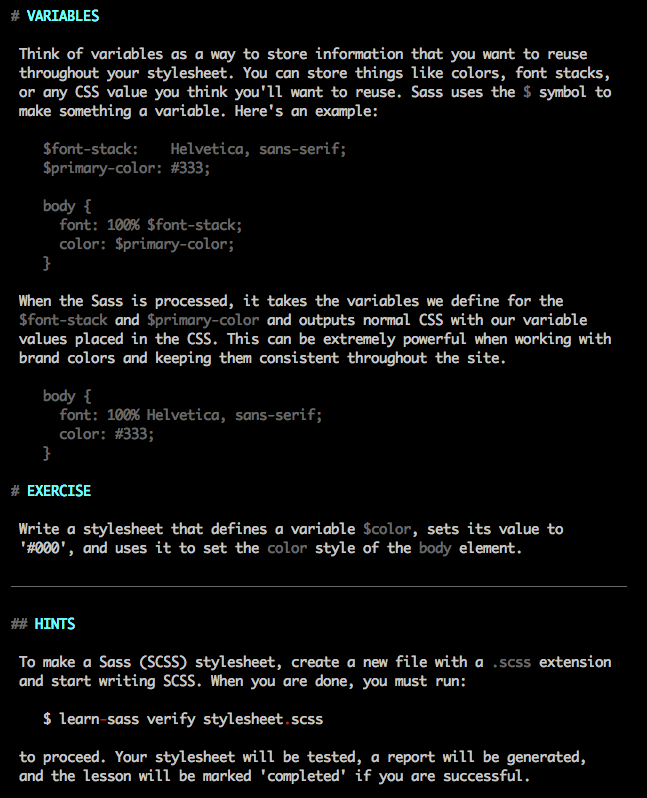 # VARIABLES
Think of variables as a way to store information that you want to reuse
throughout your stylesheet. You can store things like colors, font stacks,
or any CSS value you think you'll want to reuse. Sass uses the $ symbol to
make something a variable. Here's an example:
$font-stack:    Helvetica, sans-serif;
$primary-color: #333;
body {
  font: 100% $font-stack;
  color: $primary-color;
}
When the Sass is processed, it takes the variables we define for the
$font-stack and $primary-color and outputs normal CSS with our variable
values placed in the CSS. This can be extremely powerful when working with
brand colors and keeping them consistent throughout the site.
body {
  font: 100% Helvetica, sans-serif;
  color: #333;
}
# EXERCISE
Write a stylesheet that defines a variable $color, sets its value to
'#000', and uses it to set the color style of the body element.
## HINTS
To make a Sass (SCSS) stylesheet, create a new file with a .scss extension
and start writing SCSS. When you are done, you must run:
$ learn-sass verify stylesheet.scss
to proceed. Your stylesheet will be tested, a report will be generated,
and the lesson will be marked 'completed' if you are successful.